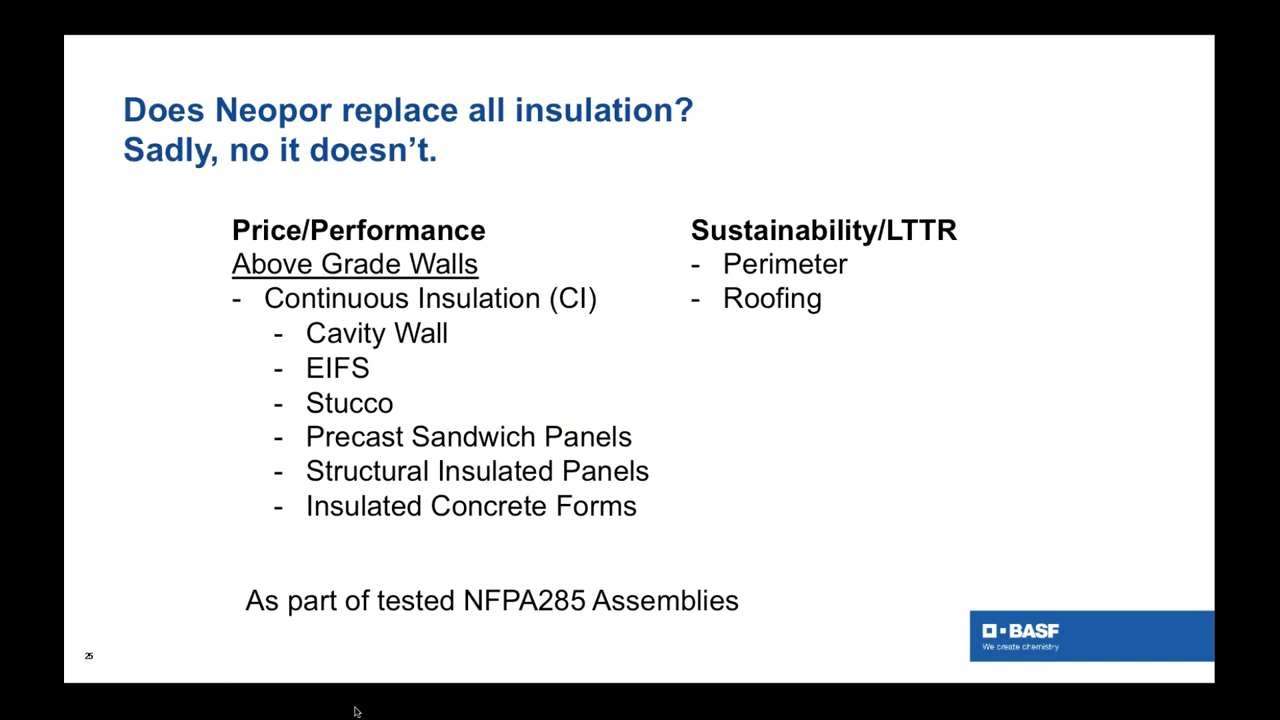 Does Neopor replace all insulation?
Sadly, no it doesn’t.
Price/Performance
Above Grade Walls
- Continuous Insulation (CI)
- Cavity Wall
- EIFS
- Stucco
- Precast Sandwich Panels
- Structural Insulated Panels
- Insulated Concrete Forms
Sustainability/LTTR
- Perimeter
- Roofing
As part of tested NFPA285 Assemblies
BASF
We create chemistry
25